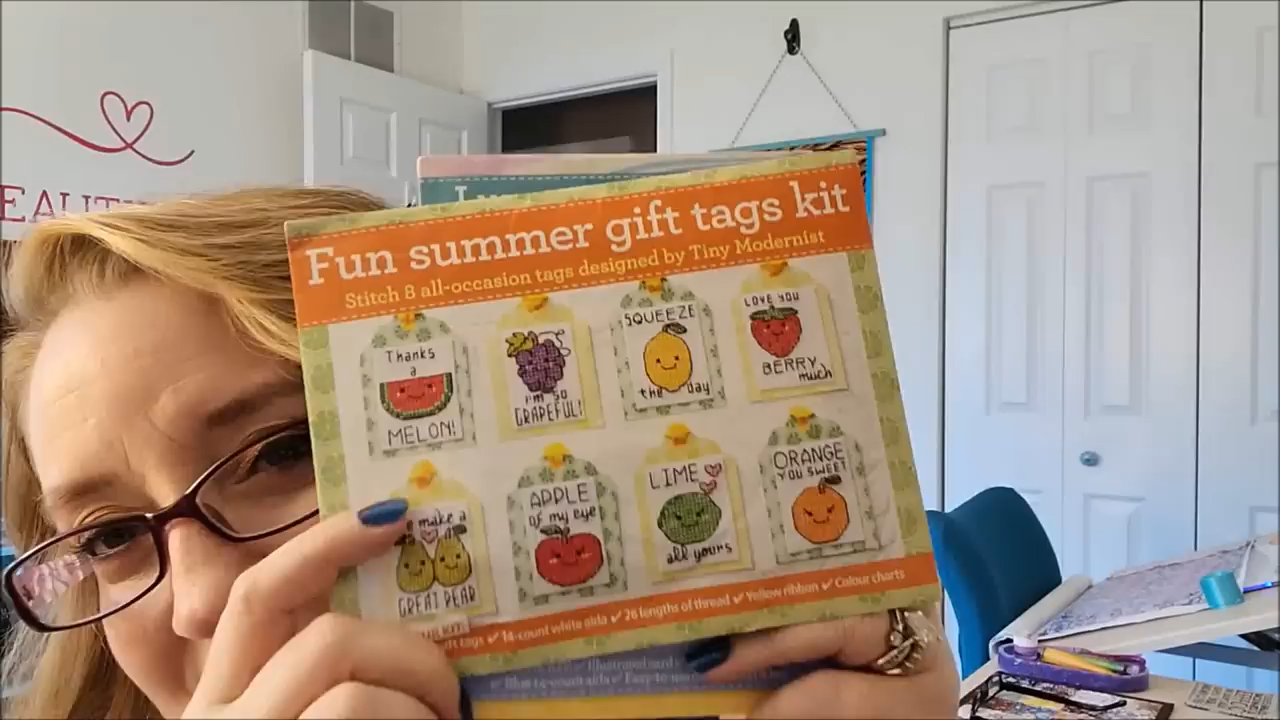 Fun summer gift tags kit
Stitch 8 all-occasion tags designed by Tiny Modernist
Thanks
a
MELON!
I'M SO
GRAPEFUL!
SQUEEZE
the day
LOVE YOU
BERRY
much
make a
GREAT PEAR
APPLE
of my eye
LIME
all yours
ORANGE
YOU SWEET
tags ✔ 14-count white aida ✔ 26 lengths of thread ✔ Yellow ribbon ✔ Colour charts